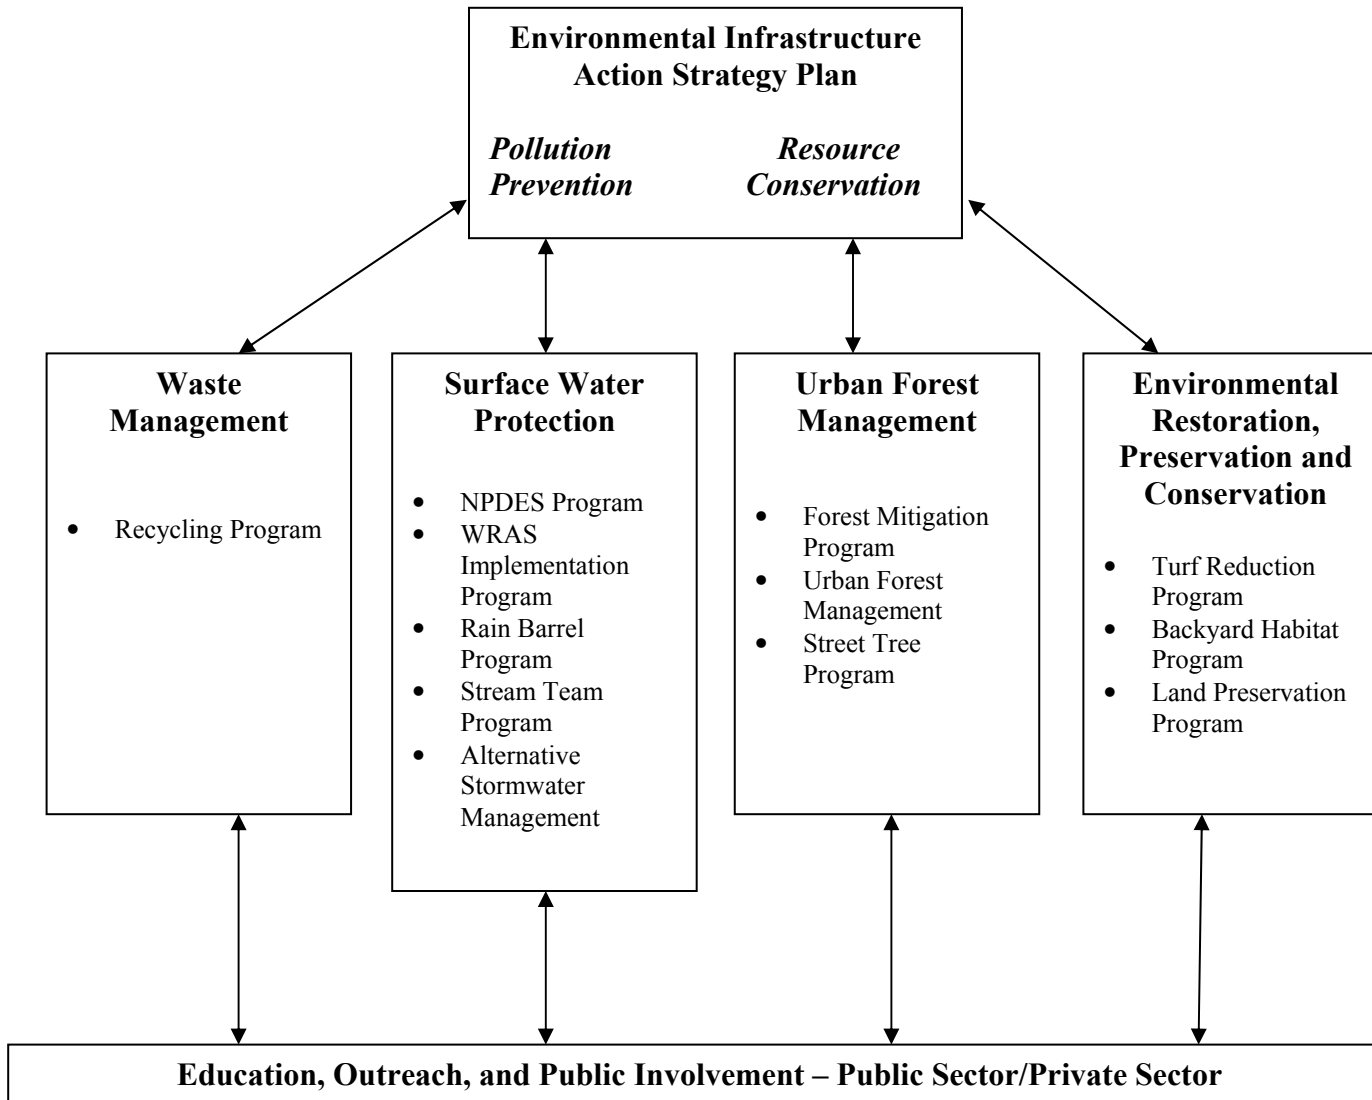 Environmental Infrastructure
Action Strategy Plan
Pollution
Prevention
Resource
Conservation
Waste
Management
• Recycling Program
Surface Water
Protection
• NPDES Program
• WRAS
Implementation
Program
• Rain Barrel
Program
• Stream Team
Program
• Alternative
Stormwater
Management
Urban Forest
Management
• Forest Mitigation
Program
• Urban Forest
Management
• Street Tree
Program
Environmental
Restoration,
Preservation and
Conservation
• Turf Reduction
Program
• Backyard Habitat
Program
• Land Preservation
Program
Education, Outreach, and Public Involvement – Public Sector/Private Sector